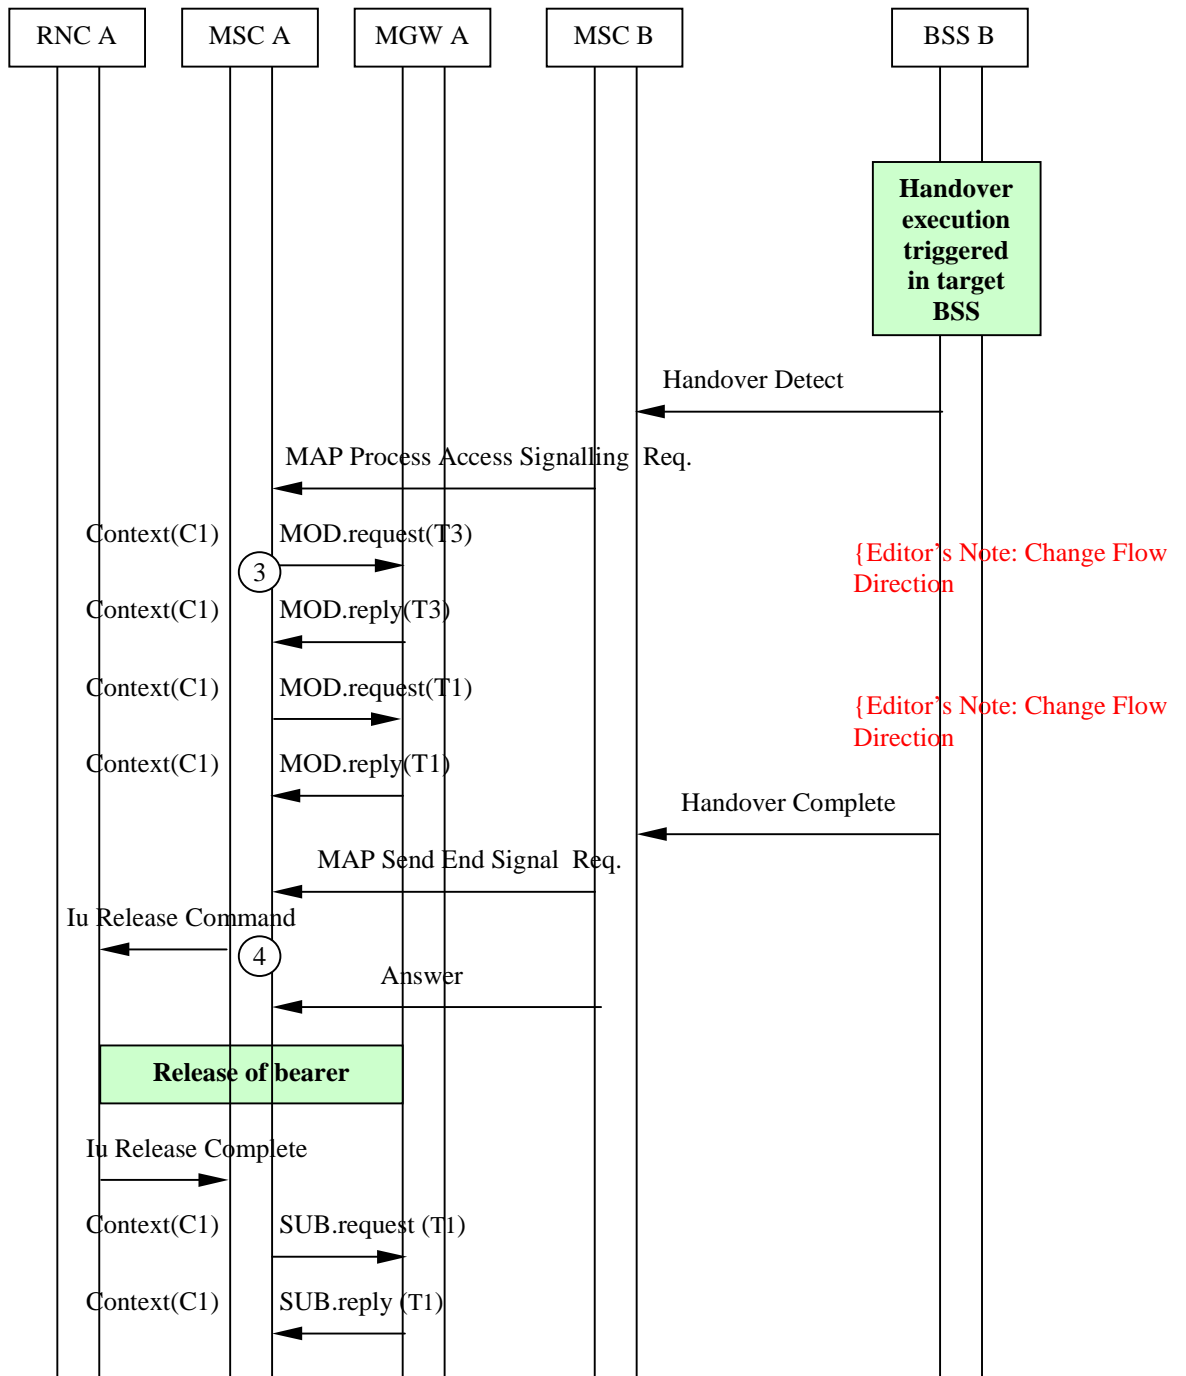 RNC A
MSC A
MGW A
MSC B
BSS B
Handover
execution
triggered
in target
BSS
Handover Detect
MAP Process Access Signalling Req.
Context(C1)
MOD.request(T3)
3
{Editor's Note: Change Flow
Direction
Context(C1)
MOD.reply(T3)
Context(C1)
MOD.request(T1)
{Editor's Note: Change Flow
Direction
Context(C1)
MOD.reply(T1)
Handover Complete
MAP Send End Signal Req.
Iu Release Command
4
Answer
Release of bearer
Iu Release Complete
Context(C1)
SUB.request (T1)
Context(C1)
SUB.reply (T1)